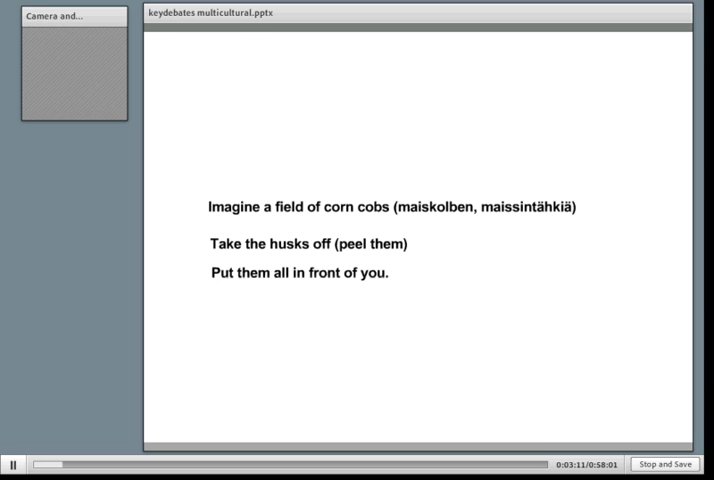 Camera and...
keydebates multicultural.pptx
Imagine a field of corn cobs (maiskolben, maissintähkiä)
Take the husks off (peel them)
Put them all in front of you.
0:03:11/0:58:01
Stop and Save